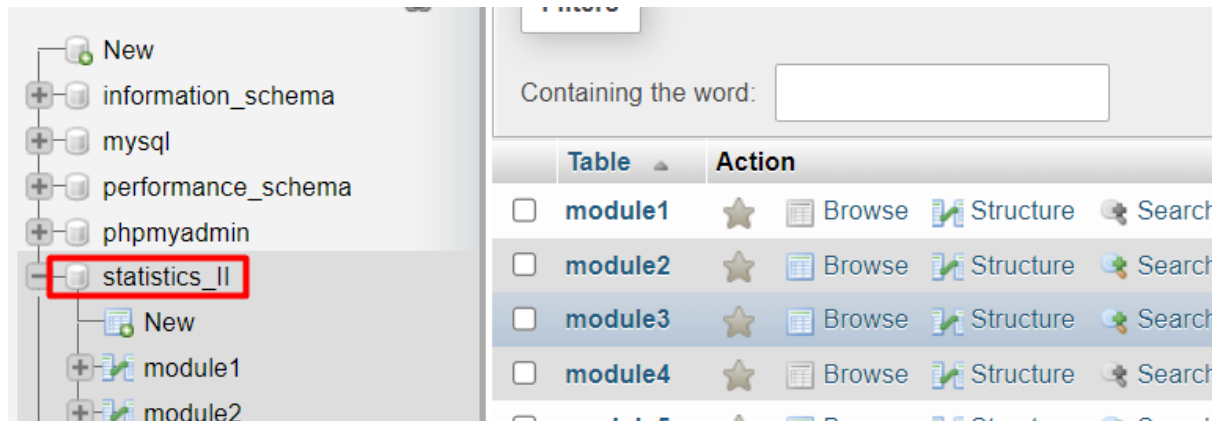 New
information_schema
mysql
performance_schema
phpmyadmin
statistics_II
New
module1
module2
Filters
Containing the word:
Table Action
module1 Browse Structure Search
module2 Browse Structure Search
module3 Browse Structure Search
module4 Browse Structure Search